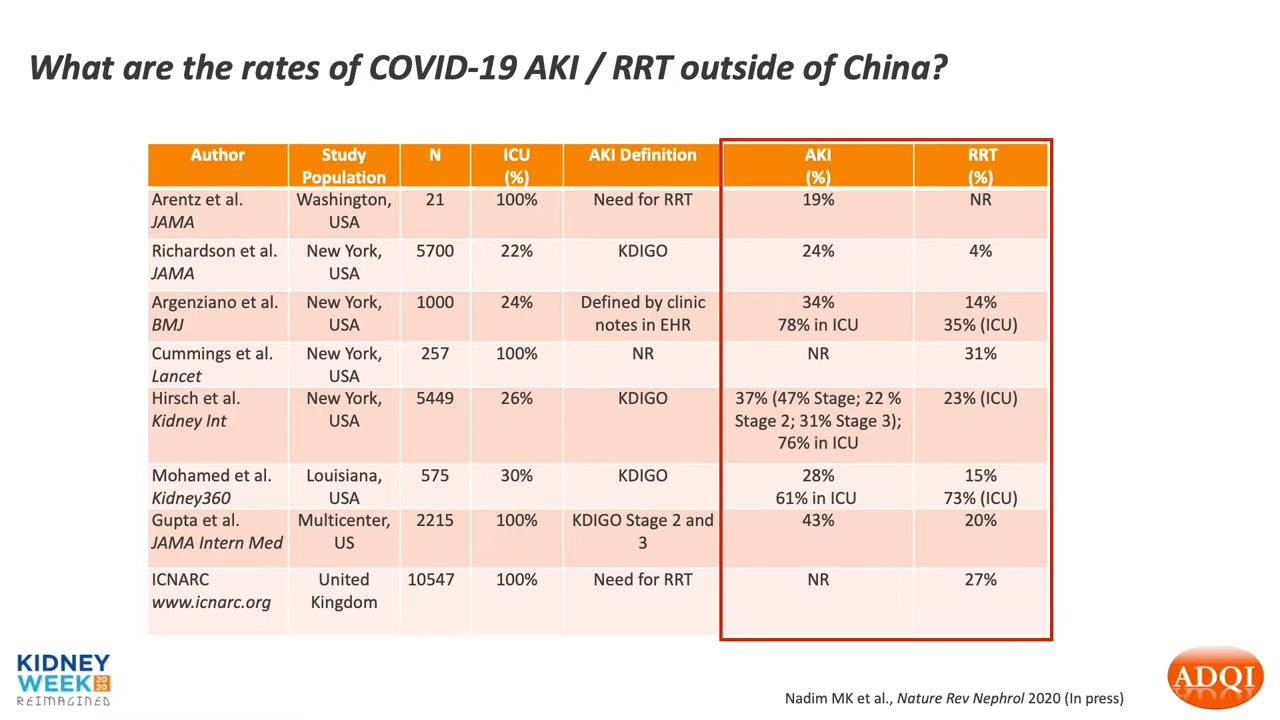 What are the rates of COVID-19 AKI / RRT outside of China?
Author Study Population N ICU (%) AKI Definition AKI (%) RRT (%)
Arentz et al. JAMA Washington, USA 21 100% Need for RRT 19% NR
Richardson et al. JAMA New York, USA 5700 22% KDIGO 24% 4%
Argenziano et al. BMJ New York, USA 1000 24% Defined by clinic notes in EHR 34% 78% in ICU 14% 35% (ICU)
Cummings et al. Lancet New York, USA 257 100% NR NR 31%
Hirsch et al. Kidney Int New York, USA 5449 26% KDIGO 37% (47% Stage; 22 % Stage 2; 31% Stage 3); 76% in ICU 23% (ICU)
Mohamed et al. Kidney360 Louisiana, USA 575 30% KDIGO 28% 61% in ICU 15% 73% (ICU)
Gupta et al. JAMA Intern Med Multicenter, US 2215 100% KDIGO Stage 2 and 3 43% 20%
ICNARC www.icnarc.org United Kingdom 10547 100% Need for RRT NR 27%
KIDNEY
WEEK 2020
REIMAGINED
Nadim MK et al., Nature Rev Nephrol 2020 (In press)
ADQI